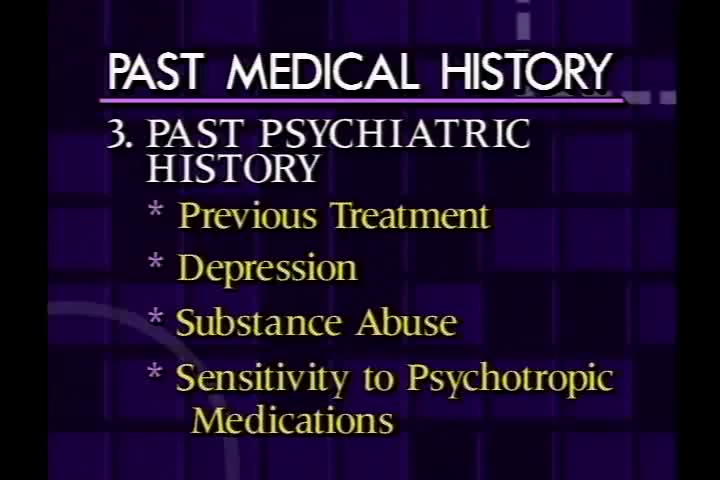 PAST MEDICAL HISTORY
3. PAST PSYCHIATRIC
HISTORY
* Previous Treatment
* Depression
* Substance Abuse
* Sensitivity to Psychotropic
Medications